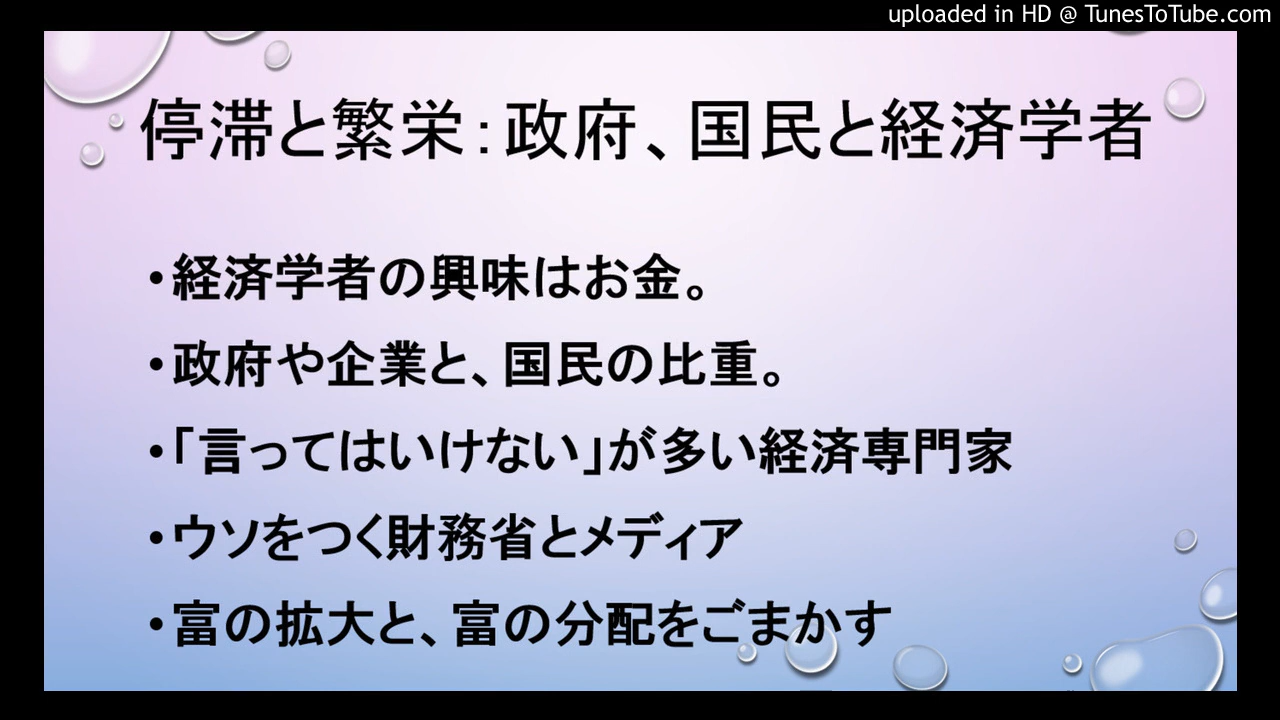 uploaded in HD @ TunesToTube.com
停滞と繁栄：政府、国民と経済学者
•経済学者の興味はお金。
•政府や企業と、国民の比重。
•「言ってはいけない」が多い経済専門家
•ウソをつく財務省とメディア
•富の拡大と、富の分配をごまかす